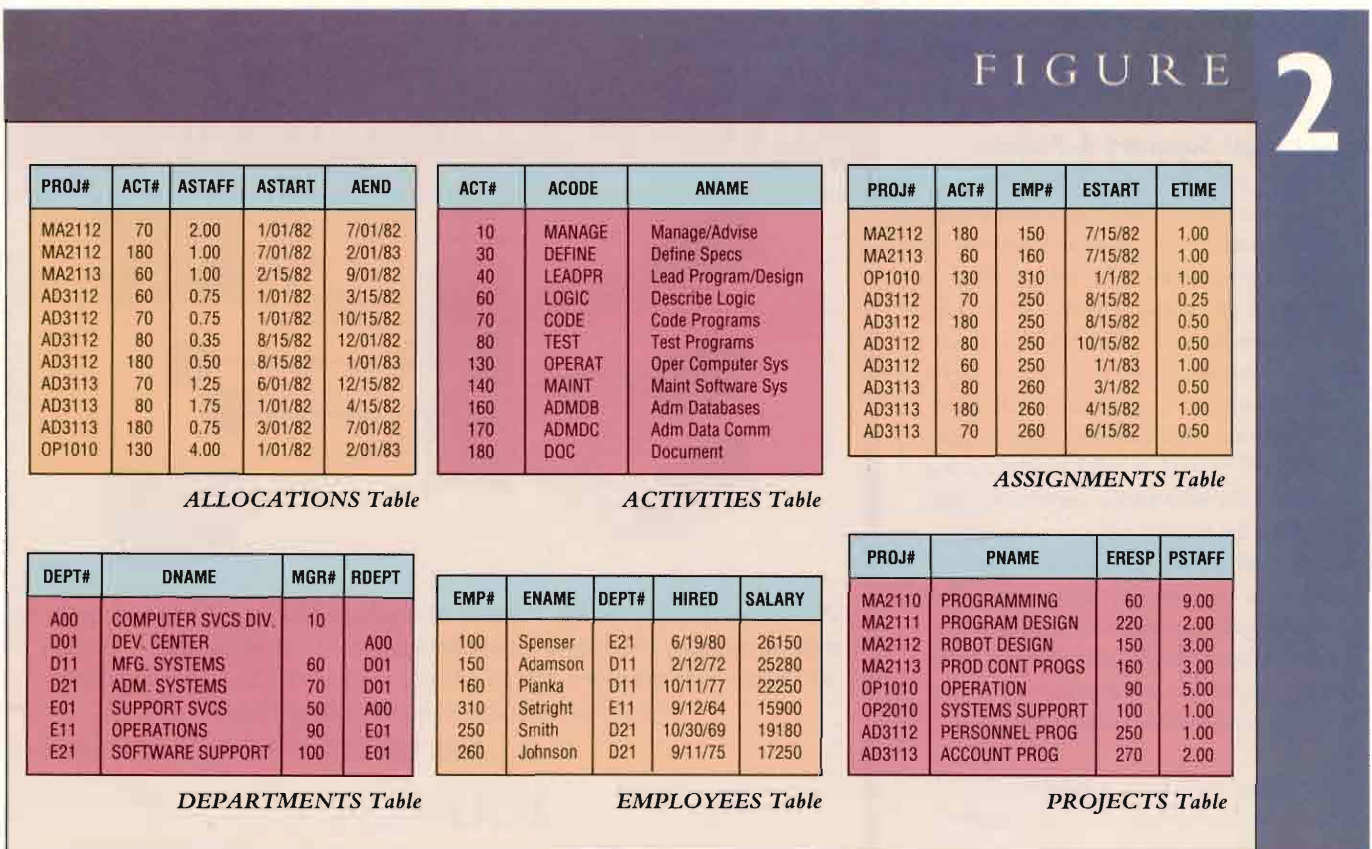 FIGURE 2
PROJ# ACT# ASTAFF ASTART AEND
MA2112 70 2.00 1/01/82 7/01/82
MA2112 180 1.00 7/01/82 2/01/83
MA2113 60 1.00 2/15/82 9/01/82
AD3112 60 0.75 1/01/82 3/15/82
AD3112 70 0.75 1/01/82 10/15/82
AD3112 80 0.35 8/15/82 12/01/82
AD3112 180 0.50 8/15/82 1/01/83
AD3113 70 1.25 6/01/82 12/15/82
AD3113 80 1.75 1/01/82 4/15/82
AD3113 180 0.75 3/01/82 7/01/82
OP1010 130 4.00 1/01/82 2/01/83
ALLOCATIONS Table
ACT# ACODE ANAME
10 MANAGE Manage/Advise
30 DEFINE Define Specs
40 LEADPR Lead Program/Design
60 LOGIC Describe Logic
70 CODE Code Programs
80 TEST Test Programs
130 OPERAT Oper Computer Sys
140 MAINT Maint Software Sys
160 ADMDB Adm Databases
170 ADMDC Adm Data Comm
180 DOC Document
ACTIVITIES Table
PROJ# ACT# EMP# ESTART ETIME
MA2112 180 150 7/15/82 1.00
MA2113 60 160 7/15/82 1.00
OP1010 130 310 1/1/82 1.00
AD3112 70 250 8/15/82 0.25
AD3112 180 250 8/15/82 0.50
AD3112 80 250 10/15/82 0.50
AD3112 60 250 1/1/83 1.00
AD3113 80 260 3/1/82 0.50
AD3113 180 260 4/15/82 1.00
AD3113 70 260 6/15/82 0.50
ASSIGNMENTS Table
DEPT# DNAME MGR# RDEPT
A00 COMPUTER SVCS DIV. 10
D01 DEV. CENTER A00
D11 MFG. SYSTEMS 60 D01
D21 ADM. SYSTEMS 70 D01
E01 SUPPORT SVCS 50 A00
E11 OPERATIONS 90 E01
E21 SOFTWARE SUPPORT 100 E01
DEPARTMENTS Table
EMP# ENAME DEPT# HIRED SALARY
100 Spenser E21 6/19/80 26150
150 Adamson D11 2/12/72 25280
160 Pianka D11 10/11/77 22250
310 Setright E11 9/12/64 15900
250 Smith D21 10/30/69 19180
260 Johnson D21 9/11/75 17250
EMPLOYEES Table
PROJ# PNAME ERESP PSTAFF
MA2110 PROGRAMMING 60 9.00
MA2111 PROGRAM DESIGN 220 2.00
MA2112 ROBOT DESIGN 150 3.00
MA2113 PROD CONT PROGS 160 3.00
OP1010 OPERATION 90 5.00
OP2010 SYSTEMS SUPPORT 100 1.00
AD3112 PERSONNEL PROG 250 1.00
AD3113 ACCOUNT PROG 270 2.00
PROJECTS Table